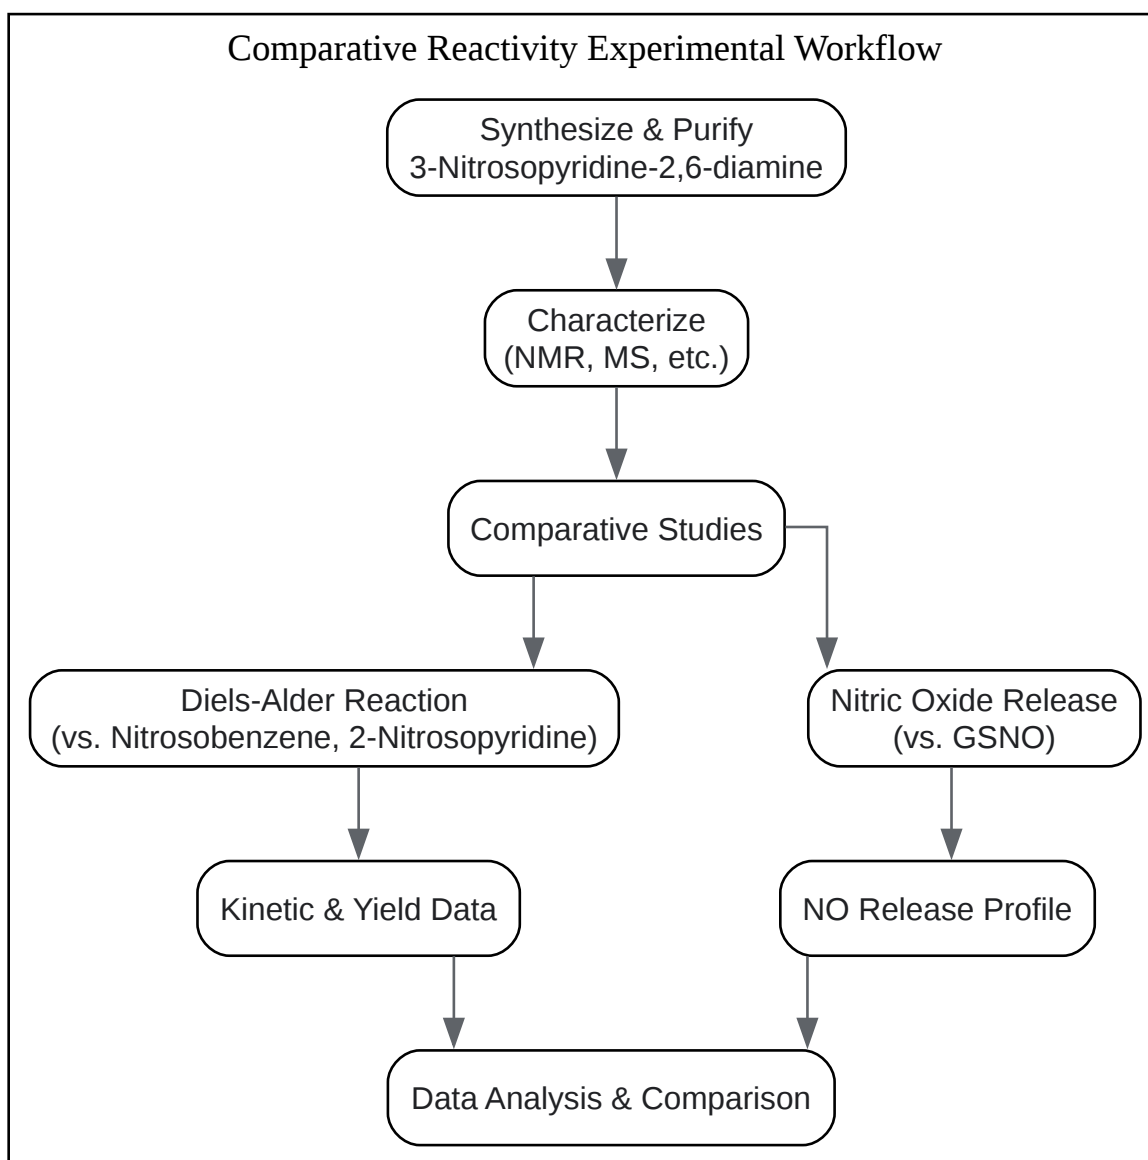 Comparative Reactivity Experimental Workflow
Synthesize & Purify
3-Nitrosopyridine-2,6-diamine
Characterize
(NMR, MS, etc.)
Comparative Studies
Diels-Alder Reaction
(vs. Nitrosobenzene, 2-Nitrosopyridine)
Nitric Oxide Release
(vs. GSNO)
Kinetic & Yield Data
NO Release Profile
Data Analysis & Comparison